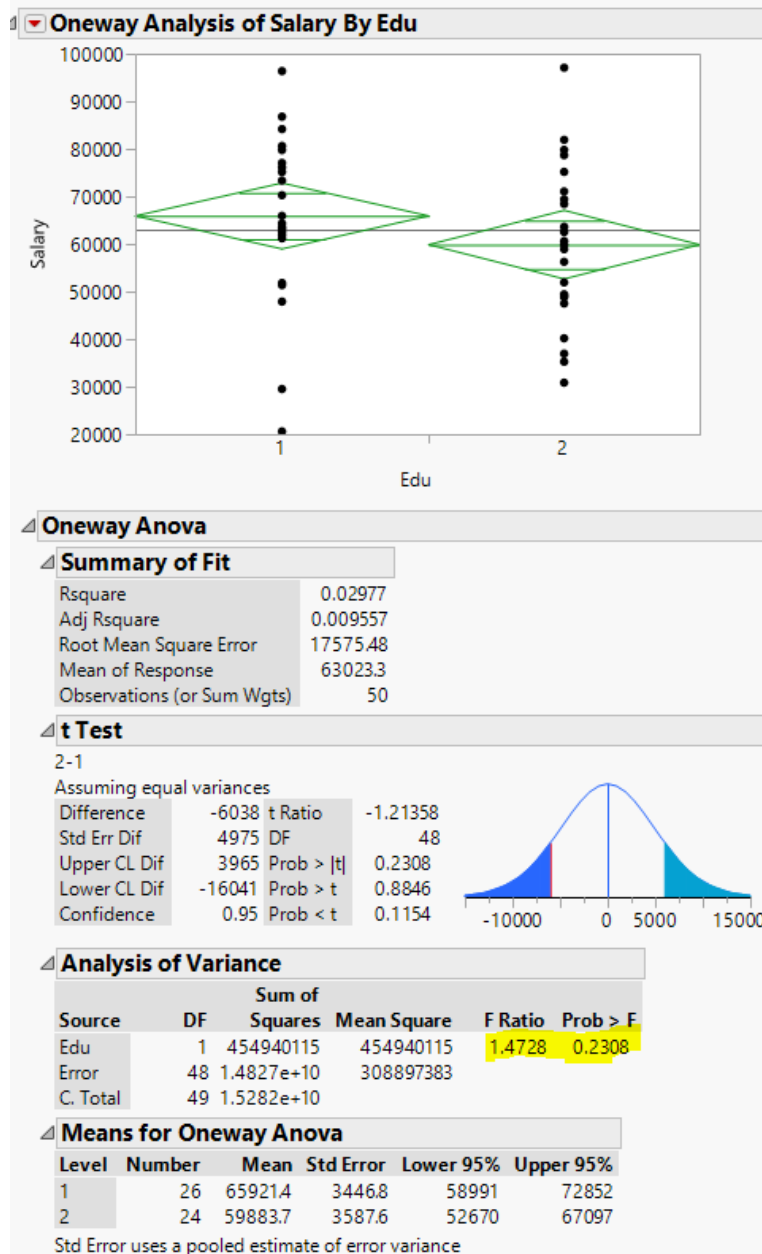 Oneway Analysis of Salary By Edu
100000
90000
80000
70000
60000
50000
40000
30000
20000
Salary
1 2
Edu
Oneway Anova
Summary of Fit
Rsquare 0.02977
Adj Rsquare 0.009557
Root Mean Square Error 17575.48
Mean of Response 63023.3
Observations (or Sum Wgts) 50
t Test
2-1
Assuming equal variances
Difference -6038 t Ratio -1.21358
Std Err Dif 4975 DF 48
Upper CL Dif 3965 Prob > |t| 0.2308
Lower CL Dif -16041 Prob > t 0.8846
Confidence 0.95 Prob < t 0.1154
-10000 0 5000 15000
Analysis of Variance
Sum of
Source DF Squares Mean Square F Ratio Prob > F
Edu 1 454940115 454940115 1.4728 0.2308
Error 48 1.4827e+10 308897383
C. Total 49 1.5282e+10
Means for Oneway Anova
Level Number Mean Std Error Lower 95% Upper 95%
1 26 65921.4 3446.8 58991 72852
2 24 59883.7 3587.6 52670 67097
Std Error uses a pooled estimate of error variance